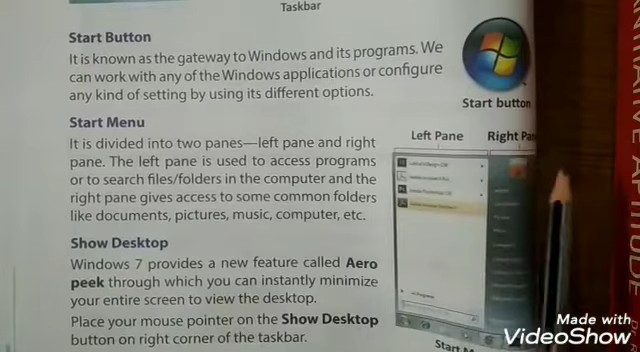 Taskbar
Start Button
It is known as the gateway to Windows and its programs. We
can work with any of the Windows applications or configure
any kind of setting by using its different options.
Start button
Start Menu
It is divided into two panes—left pane and right
pane. The left pane is used to access programs
or to search files/folders in the computer and the
right pane gives access to some common folders
like documents, pictures, music, computer, etc.
Left Pane
Right Pa
Show Desktop
Windows 7 provides a new feature called Aero
peek through which you can instantly minimize
your entire screen to view the desktop.
Place your mouse pointer on the Show Desktop
button on right corner of the taskbar.
Start M
APTITUDE
Made with
VideoShow